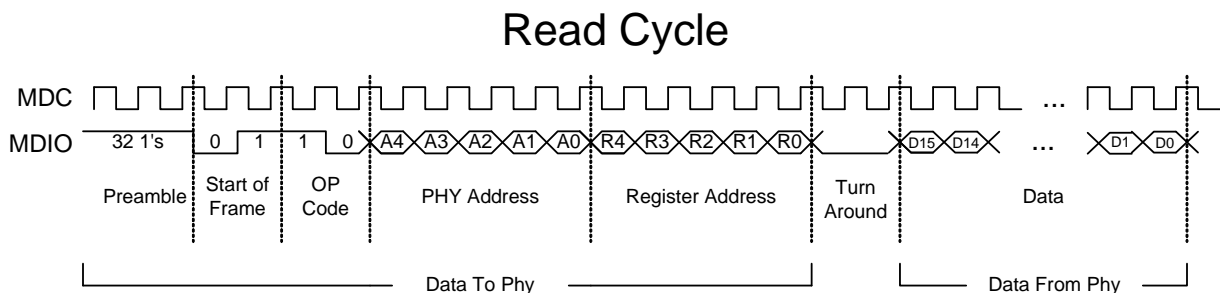 Read Cycle
MDC
...
MDIO
32 1's
0
1
1
0
A4
A3
A2
A1
A0
R4
R3
R2
R1
R0
D15
D14
...
D1
D0
Preamble
Start of
Frame
OP
Code
PHY Address
Register Address
Turn
Around
Data
Data To Phy
Data From Phy